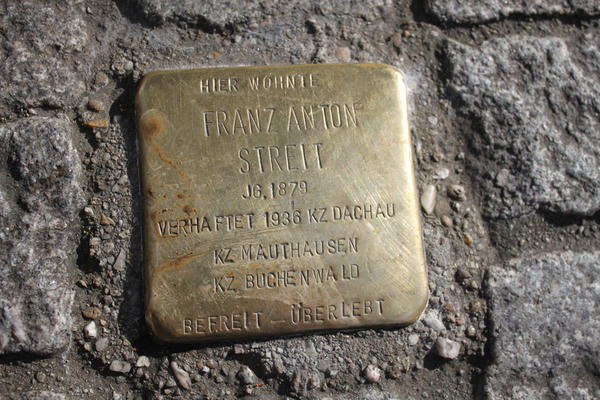 HIER WOHNTE
FRANZ ANTON
STREIT
JG. 1879
VERHAFTET 1936 KZ DACHAU
KZ MAUTHAUSEN
KZ BUCHENWALD
BEFREIT – ÜBERLEBT